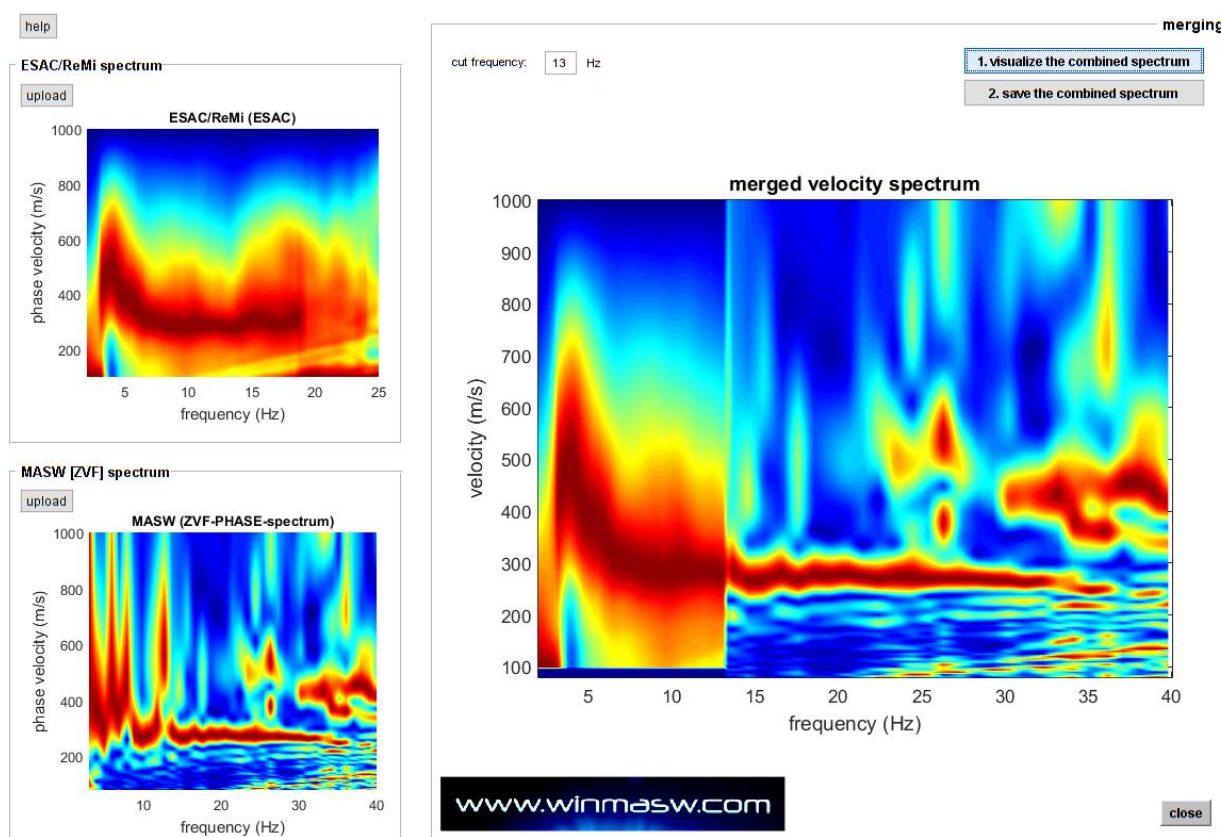 help
ESAC/ReMi spectrum
upload
ESAC/ReMi (ESAC)
1000
800
600
400
200
phase velocity (m/s)
5 10 15 20 25
frequency (Hz)
MASW [ZVF] spectrum
upload
MASW (ZVF-PHASE-spectrum)
1000
800
600
400
200
phase velocity (m/s)
10 20 30 40
frequency (Hz)
merging
cut frequency: 13 Hz
1. visualize the combined spectrum
2. save the combined spectrum
merged velocity spectrum
1000
900
800
700
600
500
400
300
200
100
velocity (m/s)
5 10 15 20 25 30 35 40
frequency (Hz)
www.winmasw.com
close